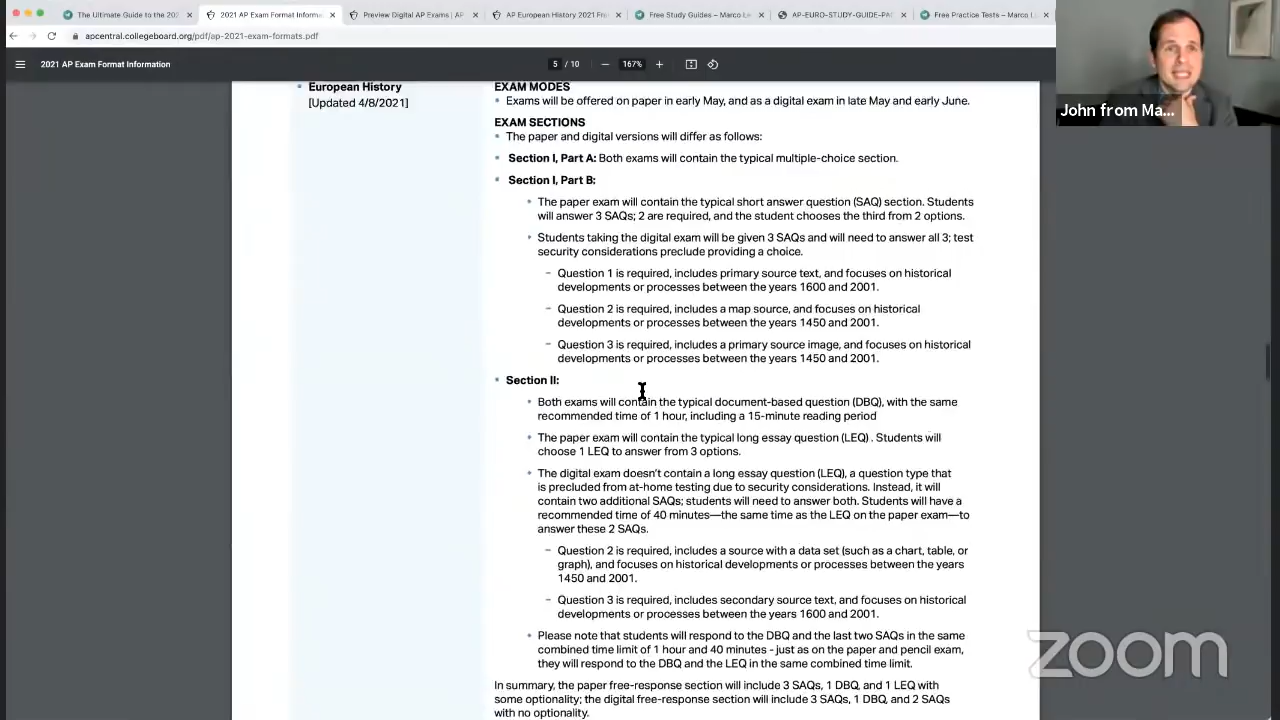 The Ultimate Guide to the 202
2021 AP Exam Format Informa
Preview Digital AP Exams | AP
AP European History 2021 Fre
Free Study Guides – Marco Le
AP-EURO-STUDY-GUIDE-PAC
Free Practice Tests – Marco L
apcentral.collegeboard.org/pdf/ap-2021-exam-formats.pdf
2021 AP Exam Format Information
5 / 10
167%
John from Ma...
European History
[Updated 4/8/2021]
EXAM MODES
Exams will be offered on paper in early May, and as a digital exam in late May and early June.
EXAM SECTIONS
The paper and digital versions will differ as follows:
Section I, Part A: Both exams will contain the typical multiple-choice section.
Section I, Part B:
The paper exam will contain the typical short answer question (SAQ) section. Students
will answer 3 SAQs; 2 are required, and the student chooses the third from 2 options.
Students taking the digital exam will be given 3 SAQs and will need to answer all 3; test
security considerations preclude providing a choice.
– Question 1 is required, includes primary source text, and focuses on historical
developments or processes between the years 1600 and 2001.
– Question 2 is required, includes a map source, and focuses on historical
developments or processes between the years 1450 and 2001.
– Question 3 is required, includes a primary source image, and focuses on historical
developments or processes between the years 1450 and 2001.
Section II:
Both exams will contain the typical document-based question (DBQ), with the same
recommended time of 1 hour, including a 15-minute reading period
The paper exam will contain the typical long essay question (LEQ) . Students will
choose 1 LEQ to answer from 3 options.
The digital exam doesn't contain a long essay question (LEQ), a question type that
is precluded from at-home testing due to security considerations. Instead, it will
contain two additional SAQs; students will need to answer both. Students will have a
recommended time of 40 minutes—the same time as the LEQ on the paper exam—to
answer these 2 SAQs.
– Question 2 is required, includes a source with a data set (such as a chart, table, or
graph), and focuses on historical developments or processes between the years
1450 and 2001.
– Question 3 is required, includes secondary source text, and focuses on historical
developments or processes between the years 1600 and 2001.
Please note that students will respond to the DBQ and the last two SAQs in the same
combined time limit of 1 hour and 40 minutes - just as on the paper and pencil exam,
they will respond to the DBQ and the LEQ in the same combined time limit.
In summary, the paper free-response section will include 3 SAQs, 1 DBQ, and 1 LEQ with
some optionality; the digital free-response section will include 3 SAQs, 1 DBQ, and 2 SAQs
with no optionality.
zoom